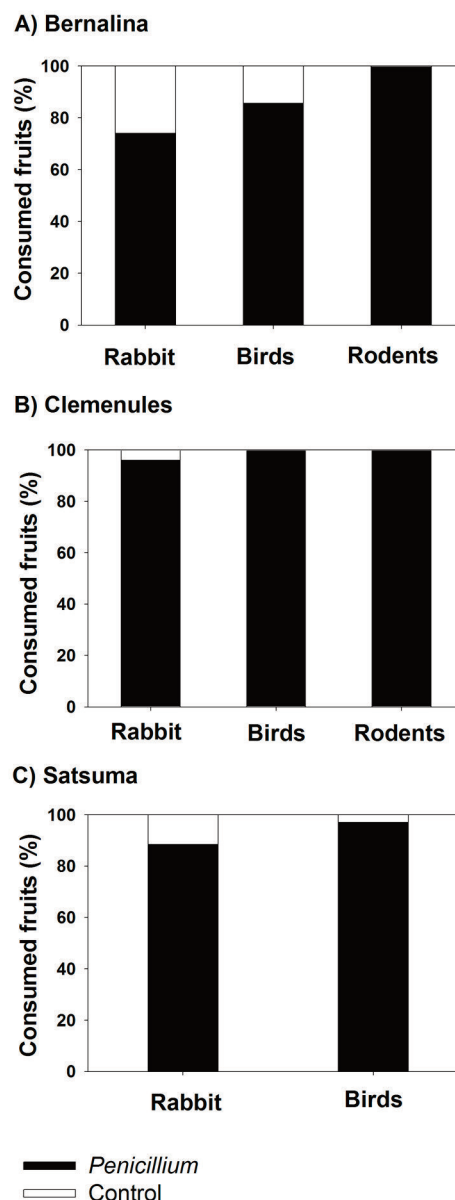 A) Bernalina
Consumed fruits (%)
100
80
60
40
20
0
Rabbit Birds Rodents
B) Clemenules
Consumed fruits (%)
100
80
60
40
20
0
Rabbit Birds Rodents
C) Satsuma
Consumed fruits (%)
100
80
60
40
20
0
Rabbit Birds
Penicillium
Control